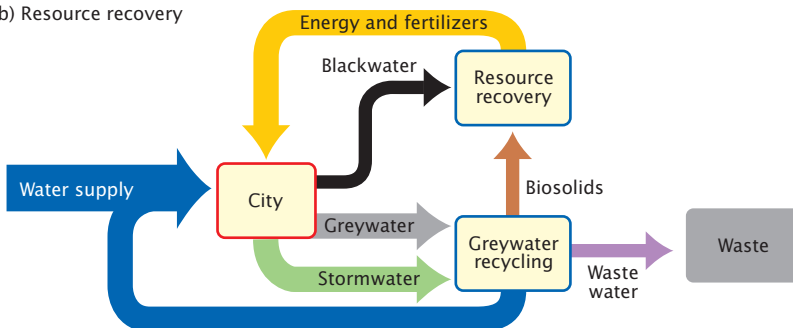 b) Resource recovery
Energy and fertilizers
Blackwater
Resource
recovery
Water supply
City
Biosolids
Greywater
Greywater
recycling
Waste
Waste
water
Stormwater